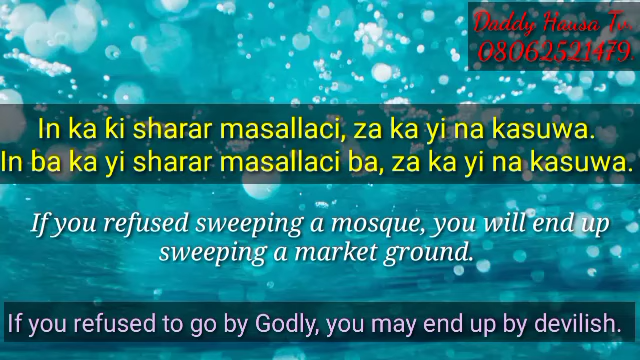 Daddy Hausa Tv.
08062521479.
In ka ƙi sharar masallaci, za ka yi na kasuwa.
In ba ka yi sharar masallaci ba, za ka yi na kasuwa.
If you refused sweeping a mosque, you will end up
sweeping a market ground.
If you refused to go by Godly, you may end up by devilish.